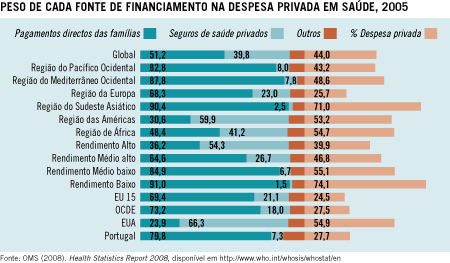 PESO DE CADA FONTE DE FINANCIAMENTO NA DESPESA PRIVADA EM SAÚDE, 2005
Pagamentos directos das famílias Seguros de saúde privados Outros % Despesa privada
Global 51,2 39,8 44,0
Região do Pacífico Ocidental 82,8 8,0 43,2
Região do Mediterrâneo Ocidental 87,8 7,8 48,6
Região da Europa 68,3 23,0 25,7
Região do Sudeste Asiático 90,4 2,5 71,0
Região das Américas 30,6 59,9 53,2
Região de África 48,4 41,2 54,7
Rendimento Alto 36,2 54,3 39,9
Rendimento Médio alto 64,6 26,7 46,8
Rendimento Médio baixo 84,9 6,7 55,1
Rendimento Baixo 91,0 1,5 74,1
EU 15 69,4 21,1 24,5
OCDE 73,2 18,0 27,5
EUA 23,9 66,3 54,9
Portugal 79,8 7,3 27,7
Fonte: OMS (2008). Health Statistics Report 2008, disponível em http://www.who.int/whosis/whostat/en